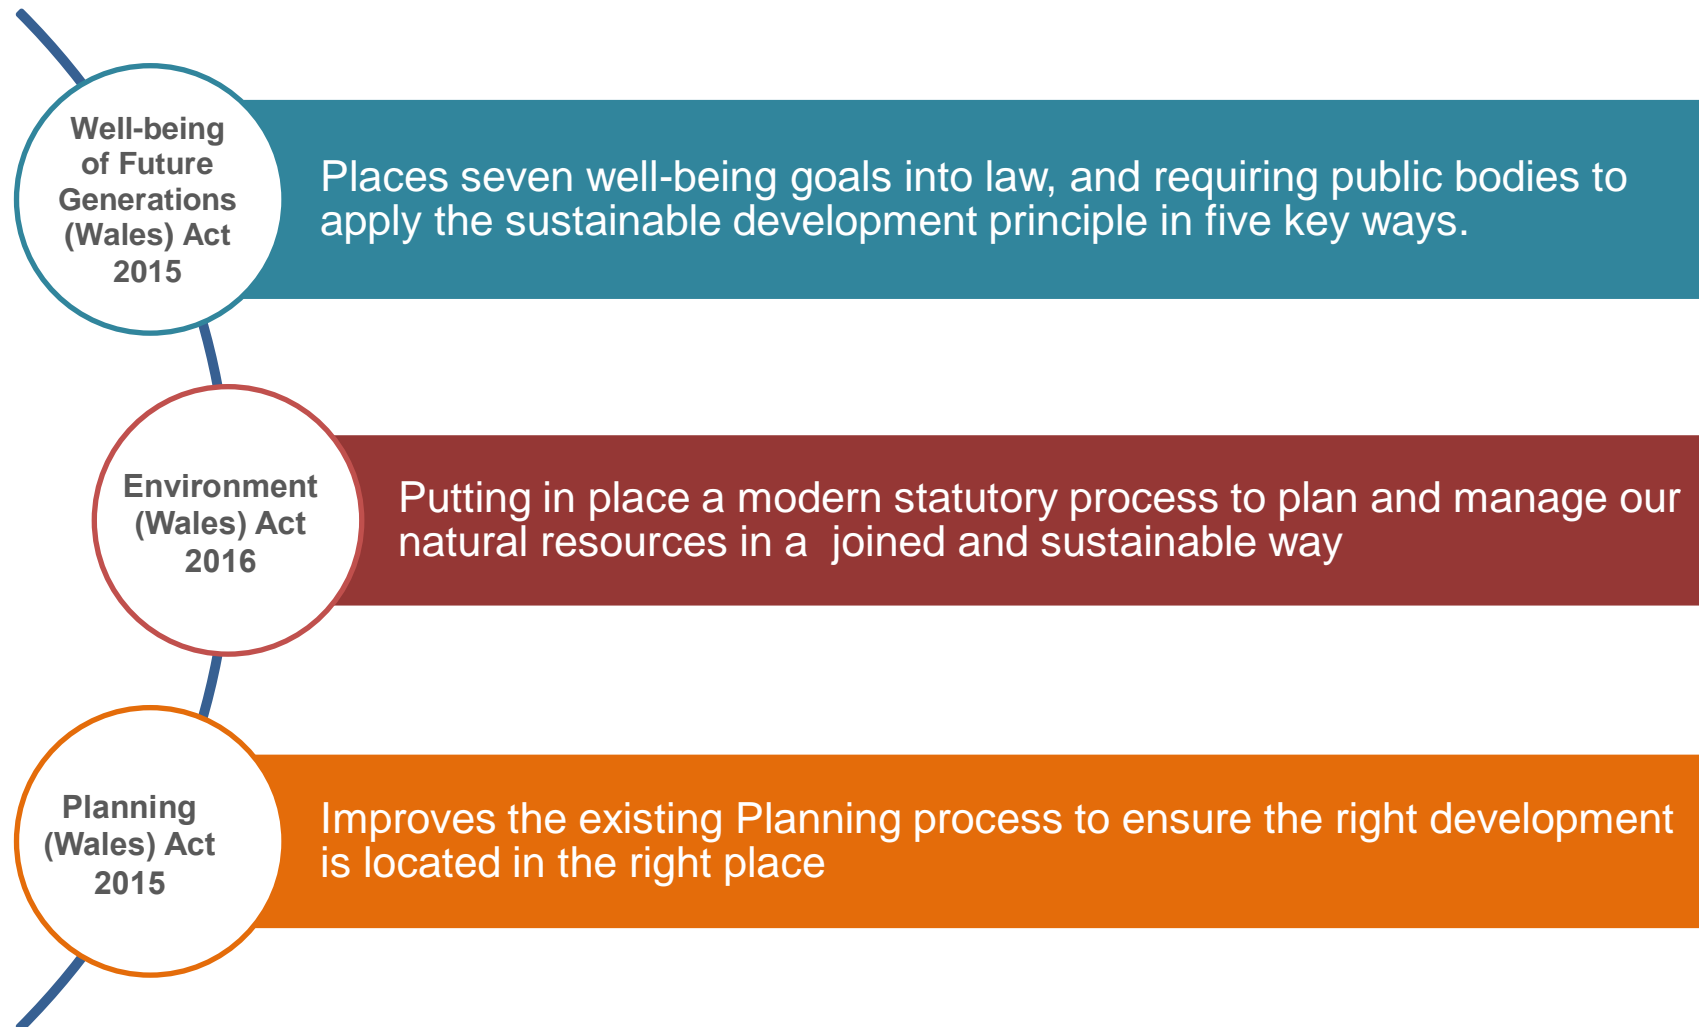 Well-being
of Future
Generations
(Wales) Act
2015
Places seven well-being goals into law, and requiring public bodies to
apply the sustainable development principle in five key ways.
Environment
(Wales) Act
2016
Putting in place a modern statutory process to plan and manage our
natural resources in a  joined and sustainable way
Planning
(Wales) Act
2015
Improves the existing Planning process to ensure the right development
is located in the right place